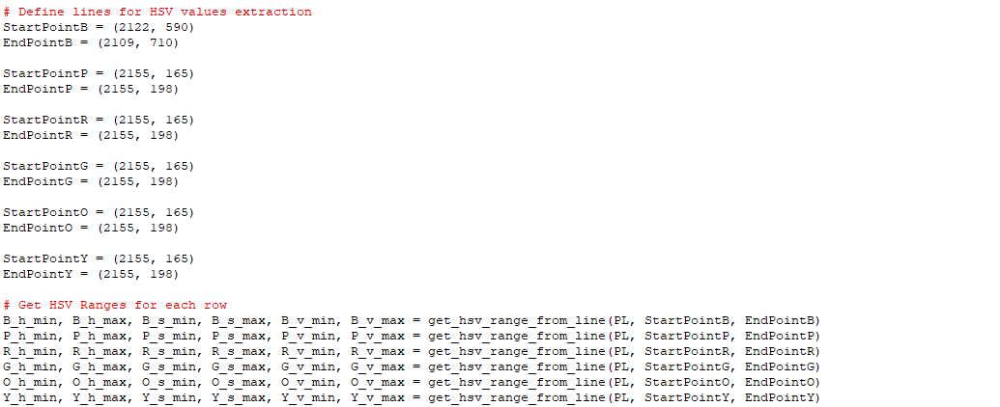 # Define lines for HSV values extraction
StartPointB = (2122, 590)
EndPointB = (2109, 710)
StartPointP = (2155, 165)
EndPointP = (2155, 198)
StartPointR = (2155, 165)
EndPointR = (2155, 198)
StartPointG = (2155, 165)
EndPointG = (2155, 198)
StartPointO = (2155, 165)
EndPointO = (2155, 198)
StartPointY = (2155, 165)
EndPointY = (2155, 198)
# Get HSV Ranges for each row
B_h_min, B_h_max, B_s_min, B_s_max, B_v_min, B_v_max = get_hsv_range_from_line(PL, StartPointB, EndPointB)
P_h_min, P_h_max, P_s_min, P_s_max, P_v_min, P_v_max = get_hsv_range_from_line(PL, StartPointP, EndPointP)
R_h_min, R_h_max, R_s_min, R_s_max, R_v_min, R_v_max = get_hsv_range_from_line(PL, StartPointR, EndPointR)
G_h_min, G_h_max, G_s_min, G_s_max, G_v_min, G_v_max = get_hsv_range_from_line(PL, StartPointG, EndPointG)
O_h_min, O_h_max, O_s_min, O_s_max, O_v_min, O_v_max = get_hsv_range_from_line(PL, StartPointO, EndPointO)
Y_h_min, Y_h_max, Y_s_min, Y_s_max, Y_v_min, Y_v_max = get_hsv_range_from_line(PL, StartPointY, EndPointY)